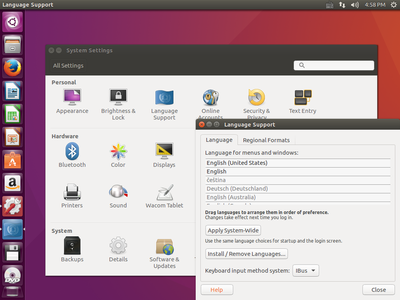 Language Support
4:58 PM
System Settings
All Settings
Personal
Appearance
Brightness & Lock
Language Support
Online Accounts
Security & Privacy
Text Entry
Hardware
Bluetooth
Color
Displays
Printers
Sound
Wacom Tablet
System
Backups
Details
Software & Updates
Language Support
Language
Regional Formats
Language for menus and windows:
English (United States)
English
čeština
Deutsch (Deutschland)
English (Australia)
Drag languages to arrange them in order of preference.
Changes take effect next time you log in.
Apply System-Wide
Use the same language choices for startup and the login screen.
Install / Remove Languages...
Keyboard input method system:
IBus
Help
Close